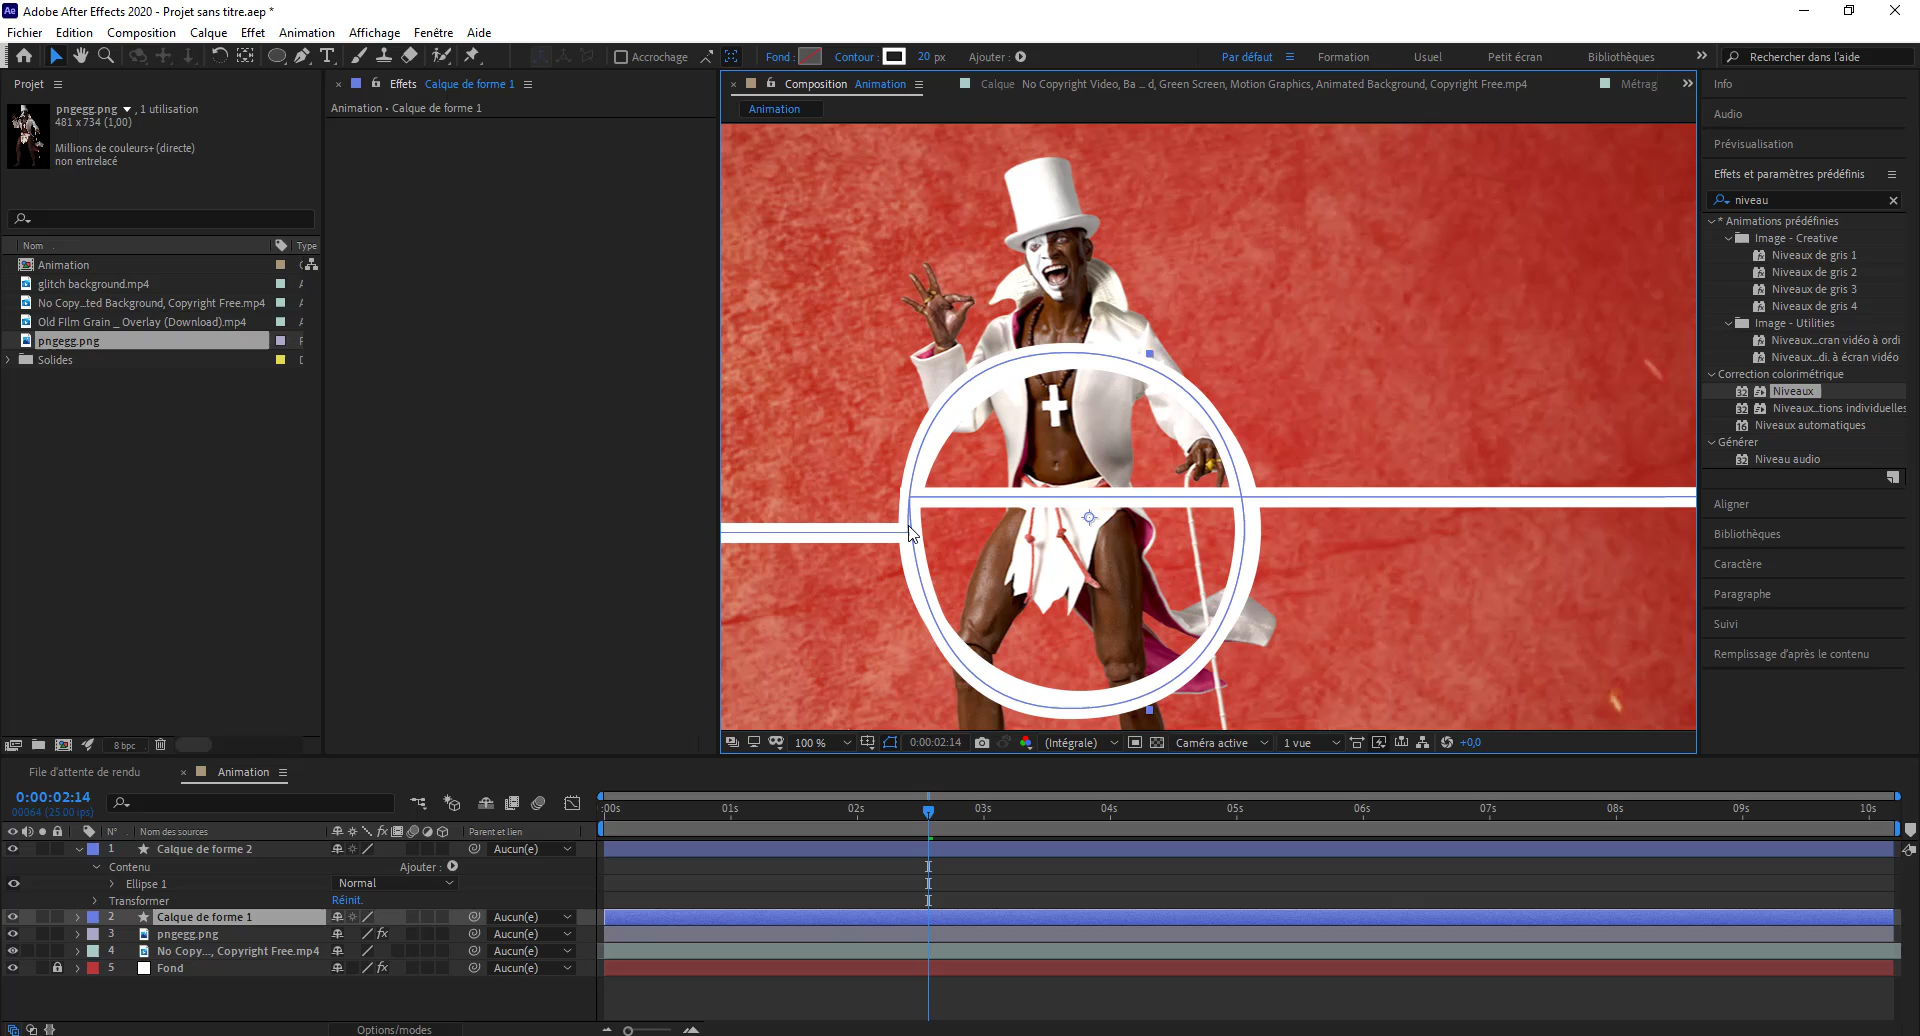 Adobe After Effects 2020 - Projet sans titre.aep *
Fichier Edition Composition Calque Effet Animation Affichage Fenêtre Aide
Accrochage Fond : Contour : 20 px Ajouter : Par défaut Formation Usuel Petit écran Bibliothèques Rechercher dans l'aide
Projet
pngegg.png , 1 utilisation
481 x 734 (1,00)
Millions de couleurs+ (directe)
non entrelacé
Nom Type
Animation
glitch background.mp4
No Copy...ted Background, Copyright Free.mp4
Old FIlm Grain _ Overlay (Download).mp4
pngegg.png
Solides
8 bpc
Effets Calque de forme 1
Animation • Calque de forme 1
Composition Animation Calque No Copyright Video, Ba ... d, Green Screen, Motion Graphics, Animated Background, Copyright Free.mp4 Métrag
Animation
100 % 0:00:02:14 (Intégrale) Caméra active 1 vue +0,0
Info
Audio
Prévisualisation
Effets et paramètres prédéfinis
niveau
* Animations prédéfinies
Image - Creative
Niveaux de gris 1
Niveaux de gris 2
Niveaux de gris 3
Niveaux de gris 4
Image - Utilities
Niveaux...cran vidéo à ordi
Niveaux...di. à écran vidéo
Correction colorimétrique
Niveaux
Niveaux...tions individuelles
Niveaux automatiques
Générer
Niveau audio
Aligner
Bibliothèques
Caractère
Paragraphe
Suivi
Remplissage d'après le contenu
File d'attente de rendu Animation
0:00:02:14
00064 (25.00 ips)
:00s 01s 02s 03s 04s 05s 06s 07s 08s 09s 10s
N° Nom des sources Parent et lien
1 Calque de forme 2 Aucun(e)
Contenu Ajouter :
Ellipse 1 Normal
Transformer Réinit.
2 Calque de forme 1 Aucun(e)
3 pngegg.png Aucun(e)
4 No Copy..., Copyright Free.mp4 Aucun(e)
5 Fond Aucun(e)
Options/modes